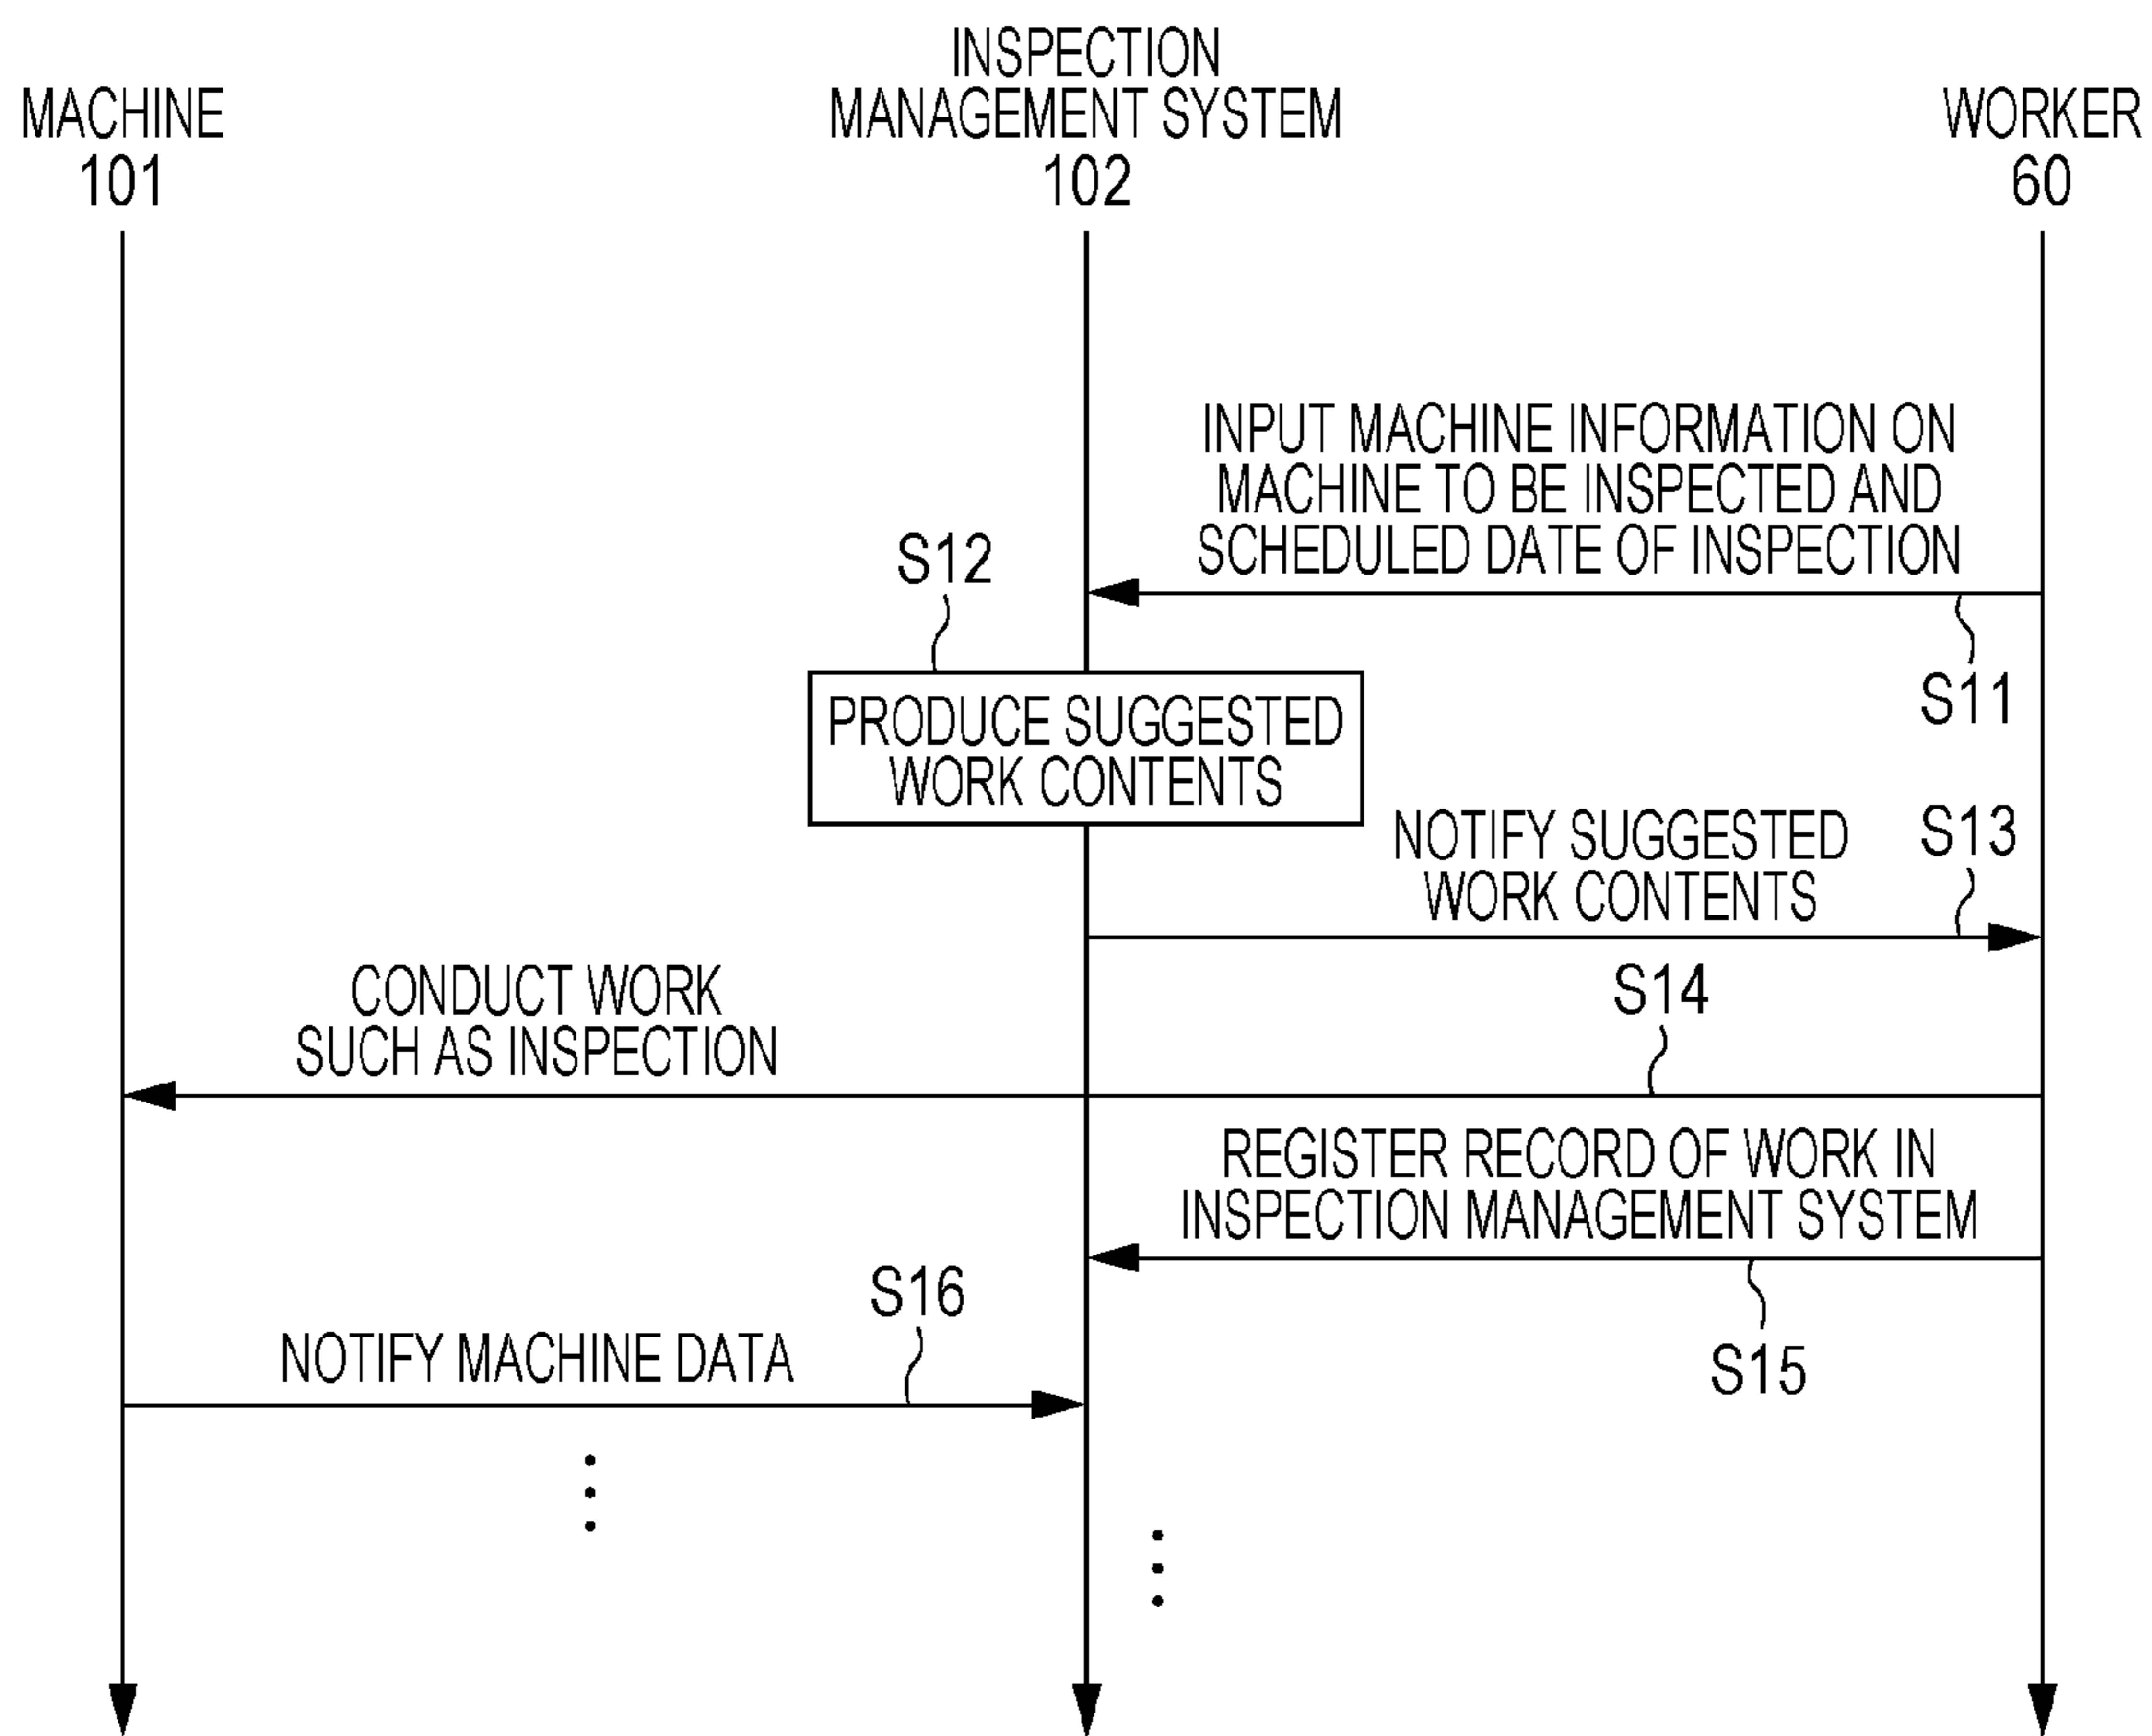 MACHINE
101
INSPECTION
MANAGEMENT SYSTEM
102
WORKER
60
INPUT MACHINE INFORMATION ON
MACHINE TO BE INSPECTED AND
SCHEDULED DATE OF INSPECTION
S11
S12
PRODUCE SUGGESTED
WORK CONTENTS
NOTIFY SUGGESTED
WORK CONTENTS
S13
CONDUCT WORK
SUCH AS INSPECTION
S14
REGISTER RECORD OF WORK IN
INSPECTION MANAGEMENT SYSTEM
S15
S16
NOTIFY MACHINE DATA